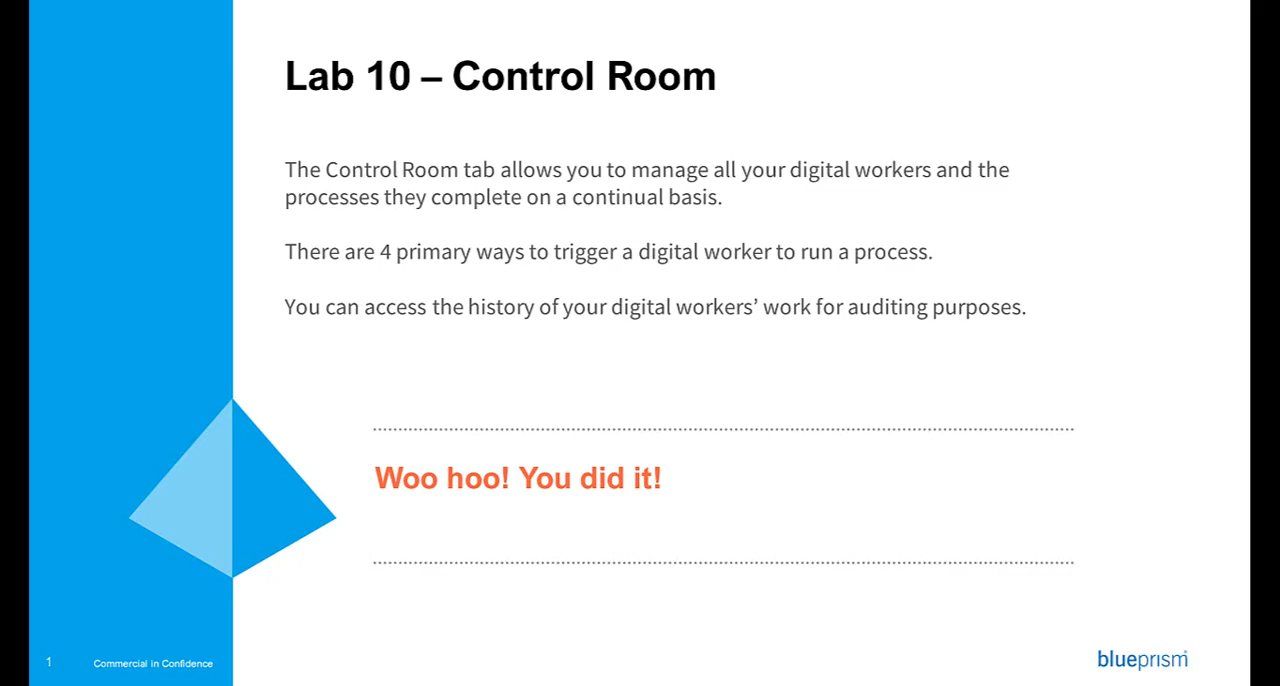 Lab 10 – Control Room
The Control Room tab allows you to manage all your digital workers and the
processes they complete on a continual basis.
There are 4 primary ways to trigger a digital worker to run a process.
You can access the history of your digital workers’ work for auditing purposes.
Woo hoo! You did it!
1 Commercial in Confidence
blueprism